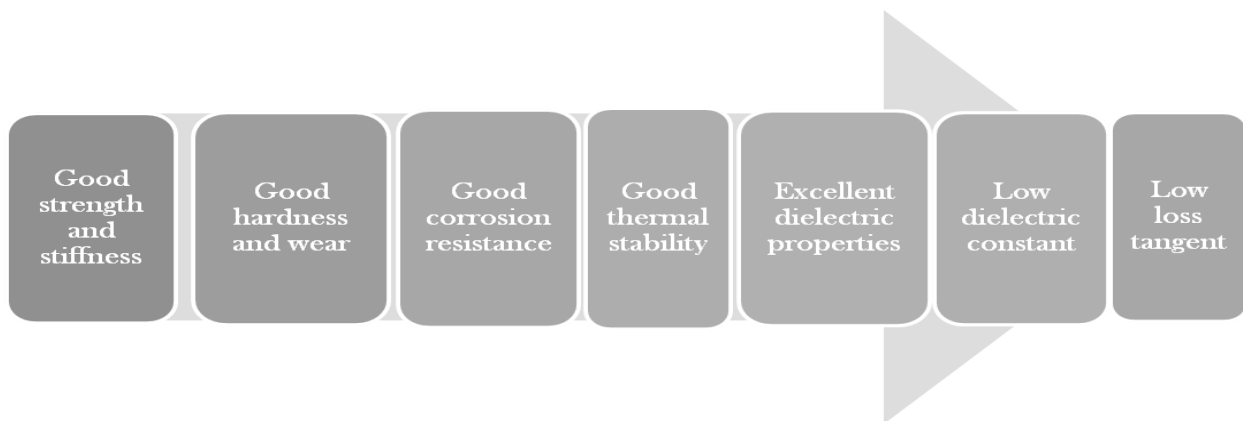 Good
strength
and
stiffness
Good
hardness
and wear
Good
corrosion
resistance
Good
thermal
stability
Excellent
dielectric
properties
Low
dielectric
constant
Low
loss
tangent